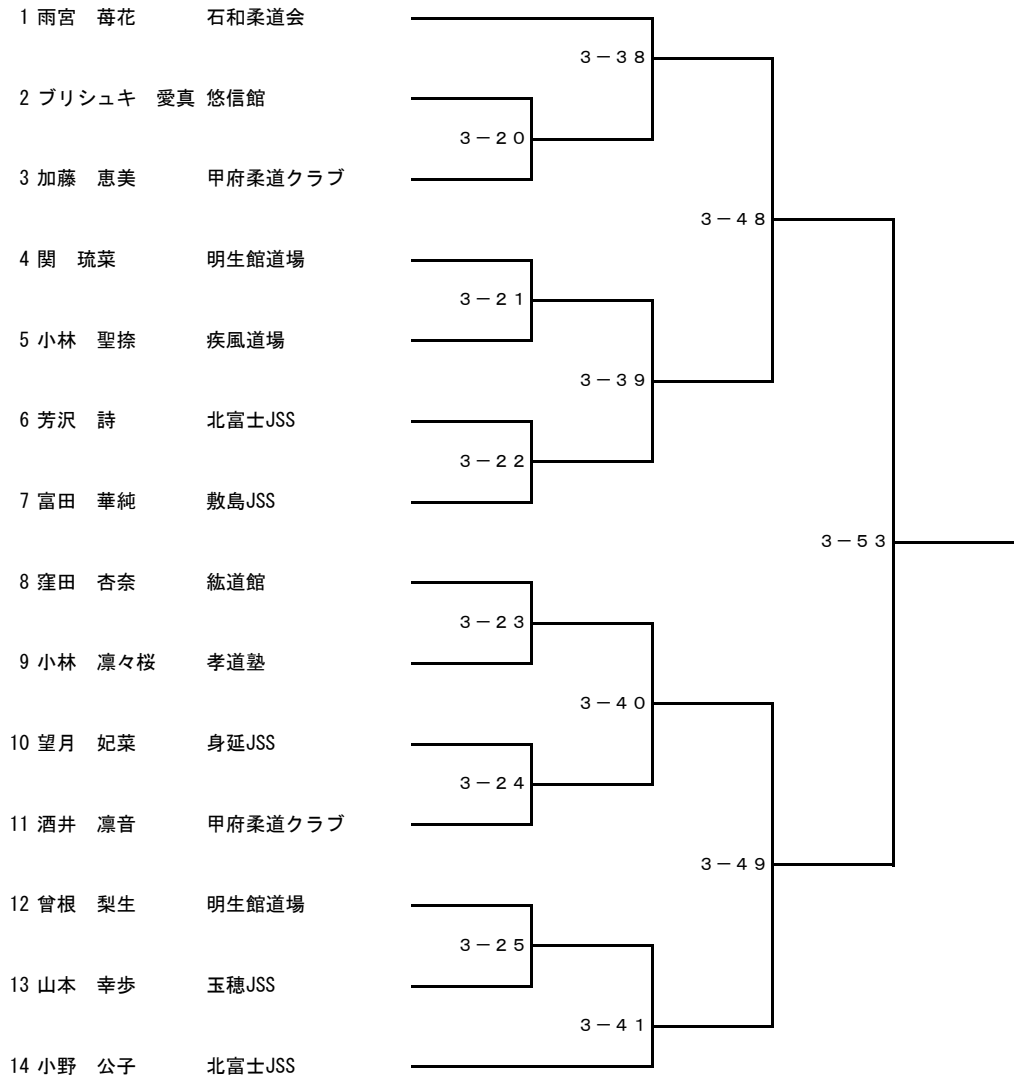 1 雨宮　苺花 石和柔道会
３－３８
2 ブリシュキ　愛真 悠信館
３－２０
3 加藤　恵美 甲府柔道クラブ
３－４８
4 関　琉菜 明生館道場
３－２１
5 小林　聖捺 疾風道場
３－３９
6 芳沢　詩 北富士JSS
３－２２
7 富田　華純 敷島JSS
３－５３
8 窪田　杏奈 紘道館
３－２３
9 小林　凛々桜 孝道塾
３－４０
10 望月　妃菜 身延JSS
３－２４
11 酒井　凛音 甲府柔道クラブ
３－４９
12 曾根　梨生 明生館道場
３－２５
13 山本　幸歩 玉穂JSS
３－４１
14 小野　公子 北富士JSS